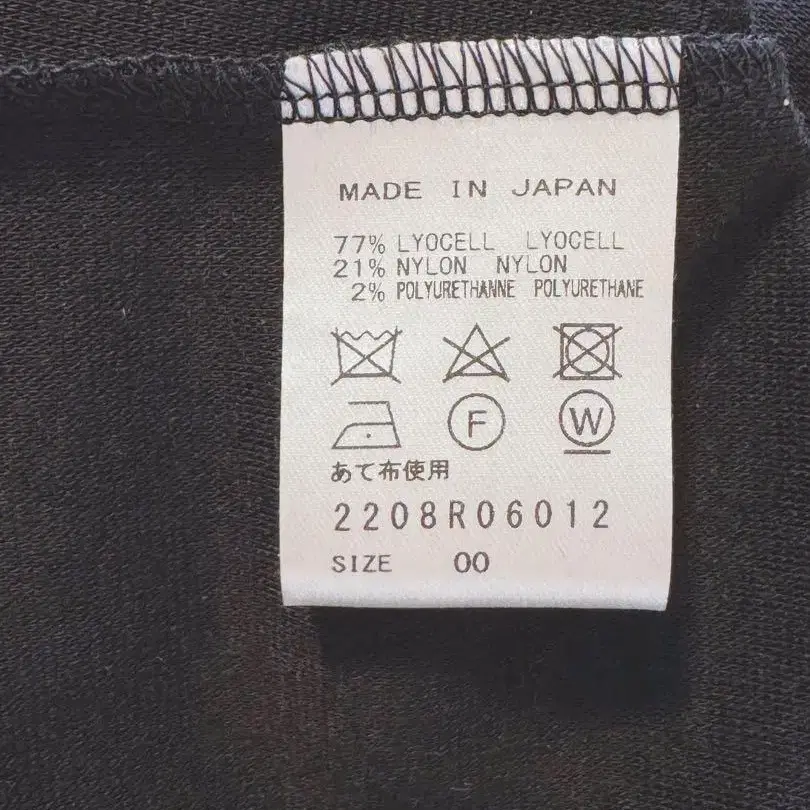 MADE IN JAPAN
77% LYOCELL LYOCELL
21% NYLON NYLON
2% POLYURETHANNE POLYURETHANE
F W
あて布使用
2208R06012
SIZE 00